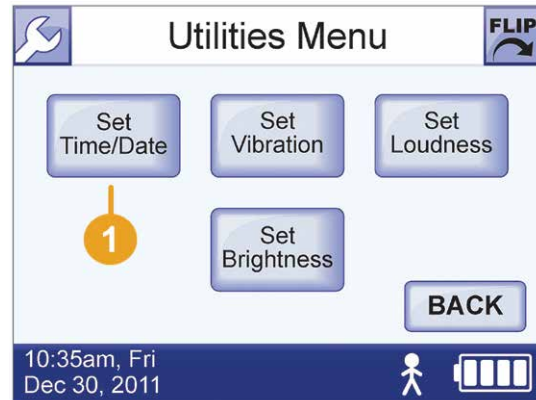 Utilities Menu
FLIP
Set
Time/Date
Set
Vibration
Set
Loudness
1
Set
Brightness
BACK
10:35am, Fri
Dec 30, 2011